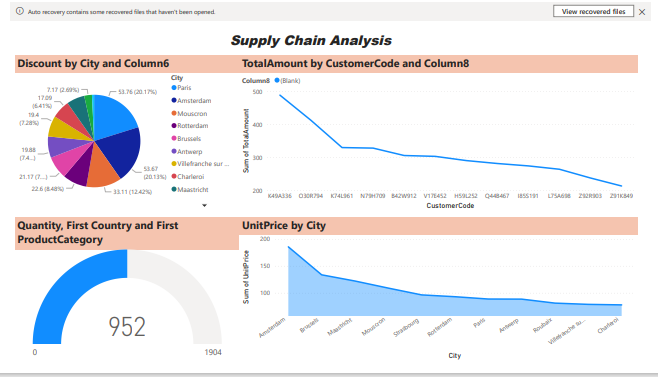 Auto recovery contains some recovered files that haven't been opened.
View recovered files
Supply Chain Analysis
Discount by City and Column6
City
Paris
Amsterdam
Mouscron
Rotterdam
Brussels
Antwerp
Villefranche sur ...
Charleroi
Maastricht
7.17 (2.69%)
17.09
(6.41%)
19.4
(7.28%)
19.88
(7.4...)
21.17 (7...)
22.6 (8.48%)
33.11 (12.42%)
53.67
(20.13%)
53.76 (20.17%)
TotalAmount by CustomerCode and Column8
Column8
(Blank)
Sum of TotalAmount
500
400
300
200
K49A336
O30R794
K74L961
N79H709
B42W912
V17E452
H59L252
Q44B467
I85S191
L75A698
Z92R903
Z91K849
CustomerCode
Quantity, First Country and First
ProductCategory
952
0
1904
UnitPrice by City
Sum of UnitPrice
200
150
100
Amsterdam
Brussels
Maastricht
Mouscron
Strasbourg
Rotterdam
Paris
Antwerp
Roubaix
Villefranche su...
Charleroi
City